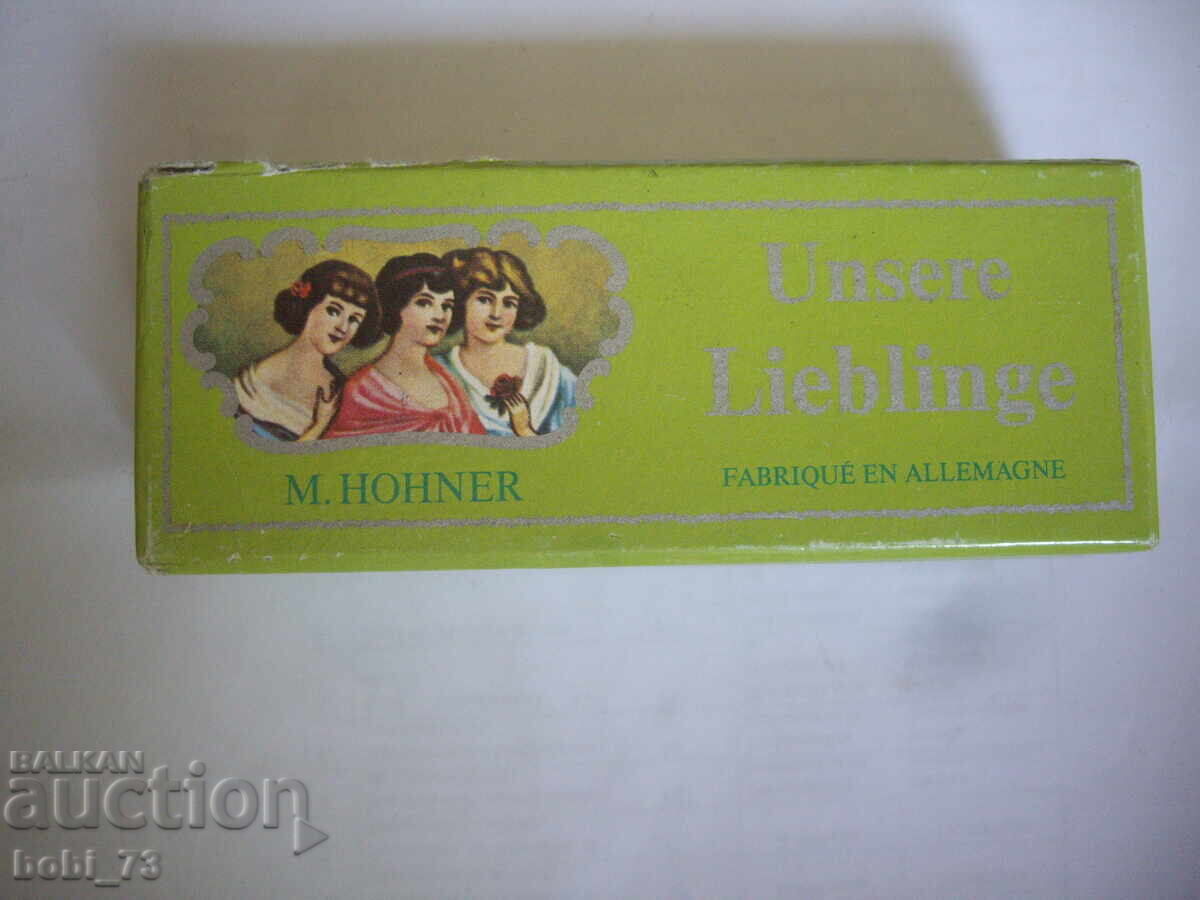 Unsere
Lieblinge
M. HOHNER
FABRIQUÉ EN ALLEMAGNE
BALKAN
auction
bobi_73